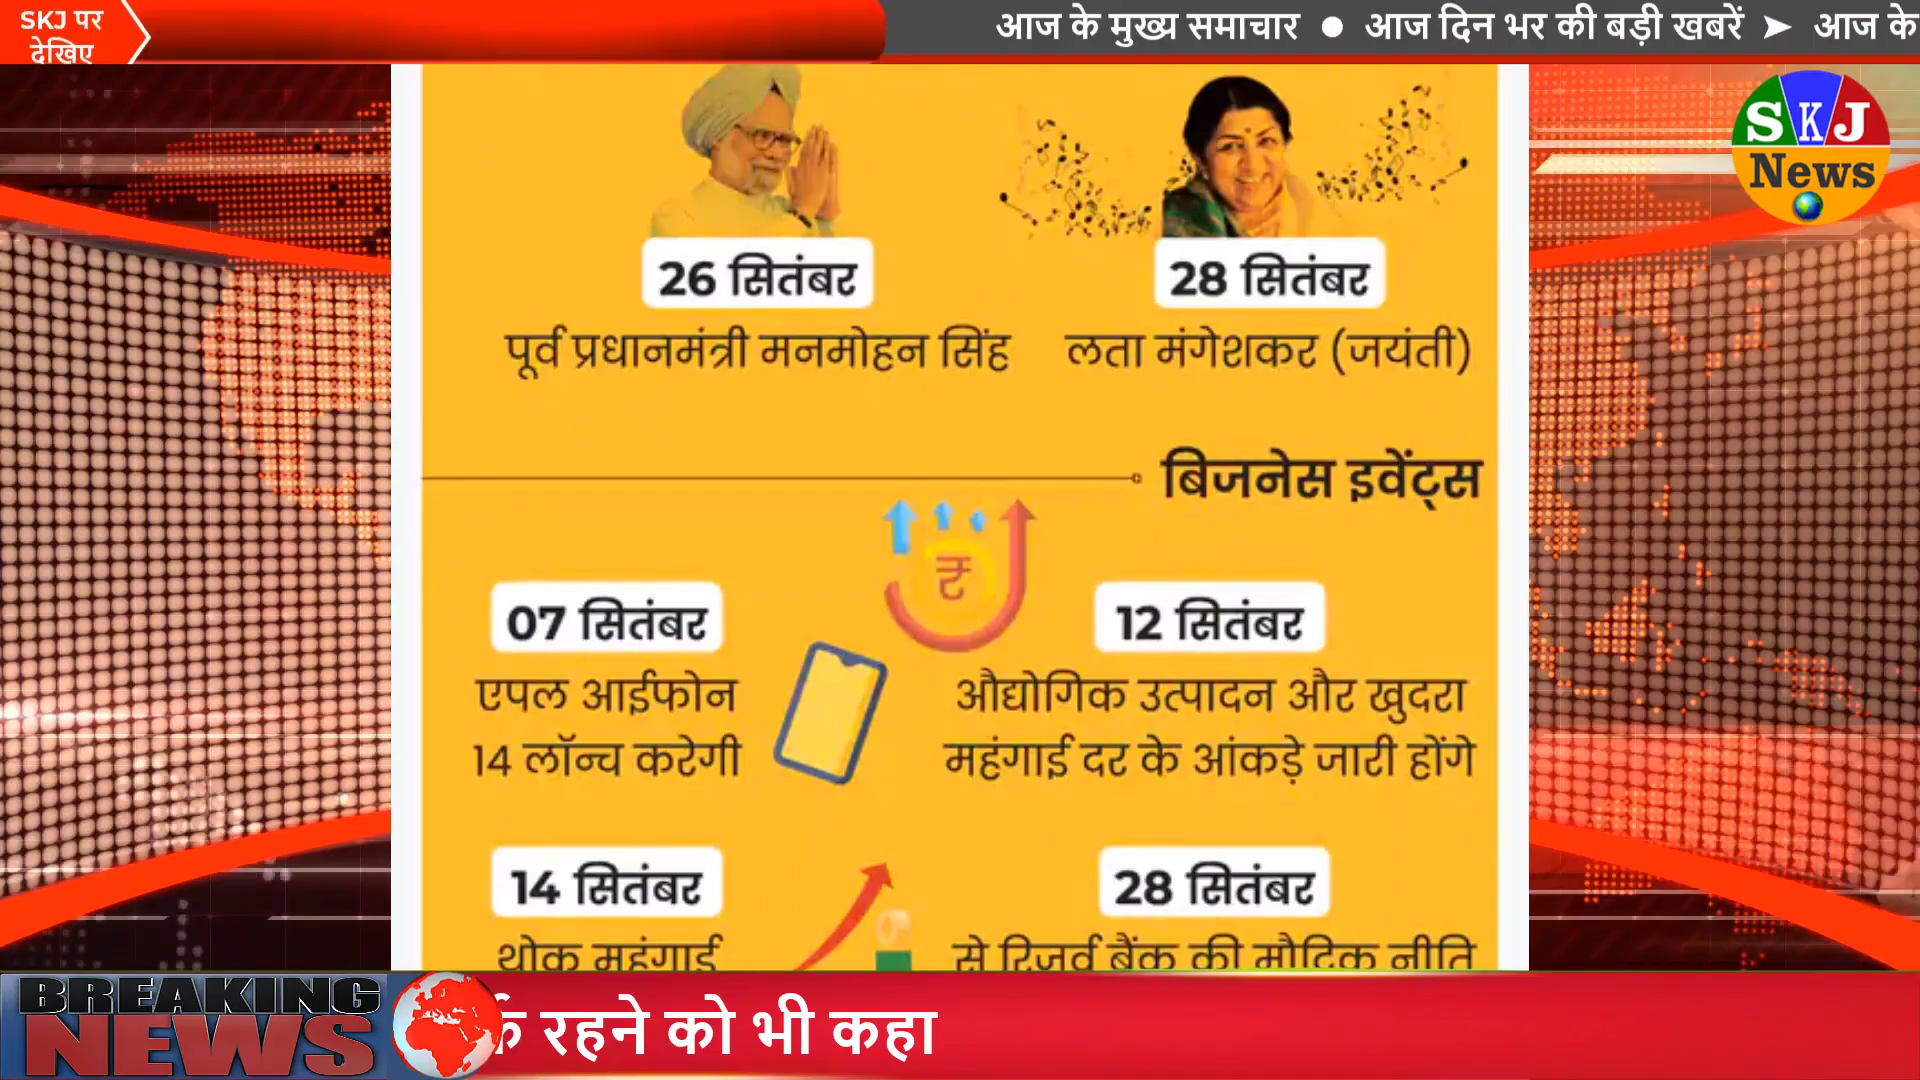 SKJ पर
देखिए
आज के मुख्य समाचार ● आज दिन भर की बड़ी खबरें ➤ आज के
SKJ
News
26 सितंबर
28 सितंबर
पूर्व प्रधानमंत्री मनमोहन सिंह
लता मंगेशकर (जयंती)
बिजनेस इवेंट्स
₹
07 सितंबर
12 सितंबर
एपल आईफोन
14 लॉन्च करेगी
औद्योगिक उत्पादन और खुदरा
महंगाई दर के आंकड़े जारी होंगे
14 सितंबर
28 सितंबर
थोक महंगाई
से रिजर्व बैंक की मौद्रिक नीति
BREAKING
NEWS
रहने को भी कहा